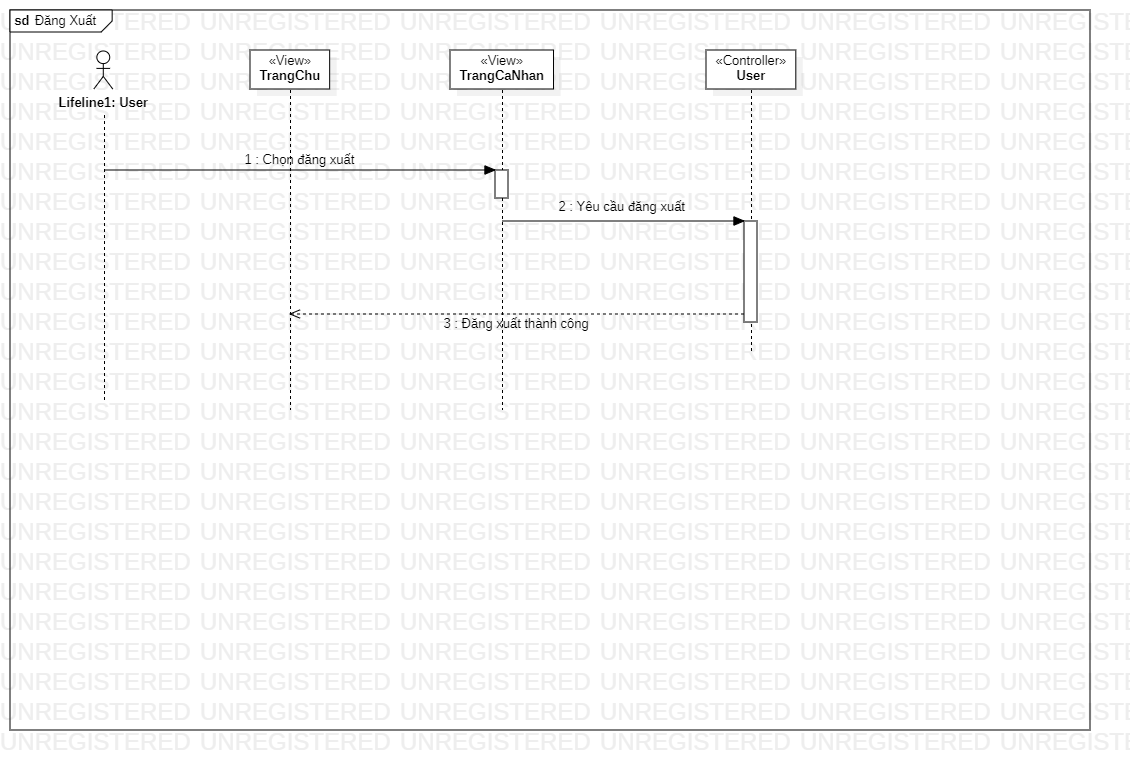 sd Đăng Xuất
Lifeline1: User
«View»
TrangChu
«View»
TrangCaNhan
«Controller»
User
1 : Chọn đăng xuất
2 : Yêu cầu đăng xuất
3 : Đăng xuất thành công
UNREGISTERED